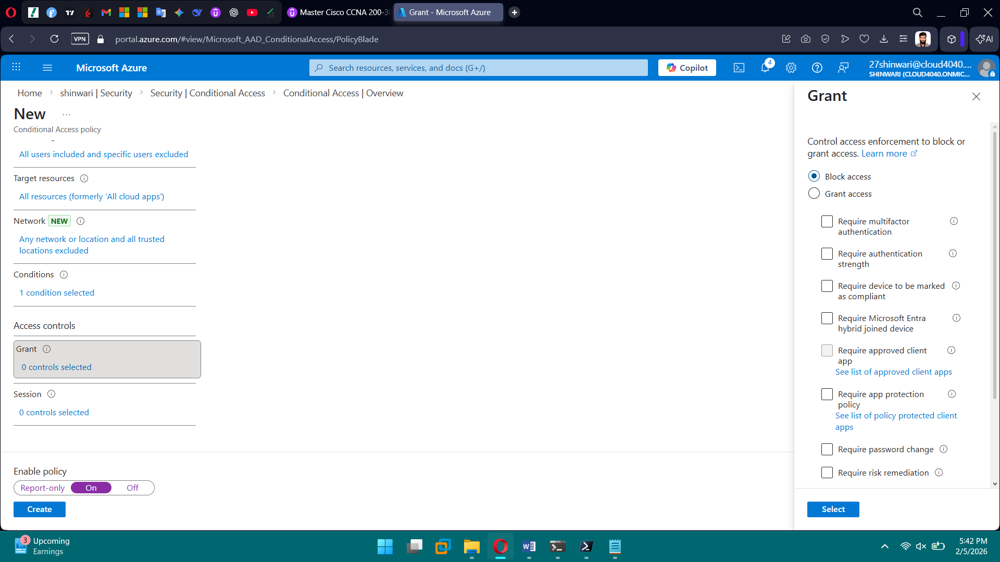 Master Cisco CCNA 200-30
Grant - Microsoft Azure
VPN
portal.azure.com/#view/Microsoft_AAD_ConditionalAccess/PolicyBlade
AI
Microsoft Azure
Search resources, services, and docs (G+/)
Copilot
4
27shinwari@cloud4040....
SHINWARI (CLOUD4040.ONMIC...
Home
shinwari | Security
Security | Conditional Access
Conditional Access | Overview
New
...
Conditional Access policy
All users included and specific users excluded
Target resources
All resources (formerly 'All cloud apps')
Network NEW
Any network or location and all trusted
locations excluded
Conditions
1 condition selected
Access controls
Grant
0 controls selected
Session
0 controls selected
Enable policy
Report-only
On
Off
Create
Grant
Control access enforcement to block or
grant access. Learn more
Block access
Grant access
Require multifactor
authentication
Require authentication
strength
Require device to be marked
as compliant
Require Microsoft Entra
hybrid joined device
Require approved client
app
See list of approved client apps
Require app protection
policy
See list of policy protected client
apps
Require password change
Require risk remediation
Select
3
Upcoming
Earnings
5:42 PM
2/5/2026